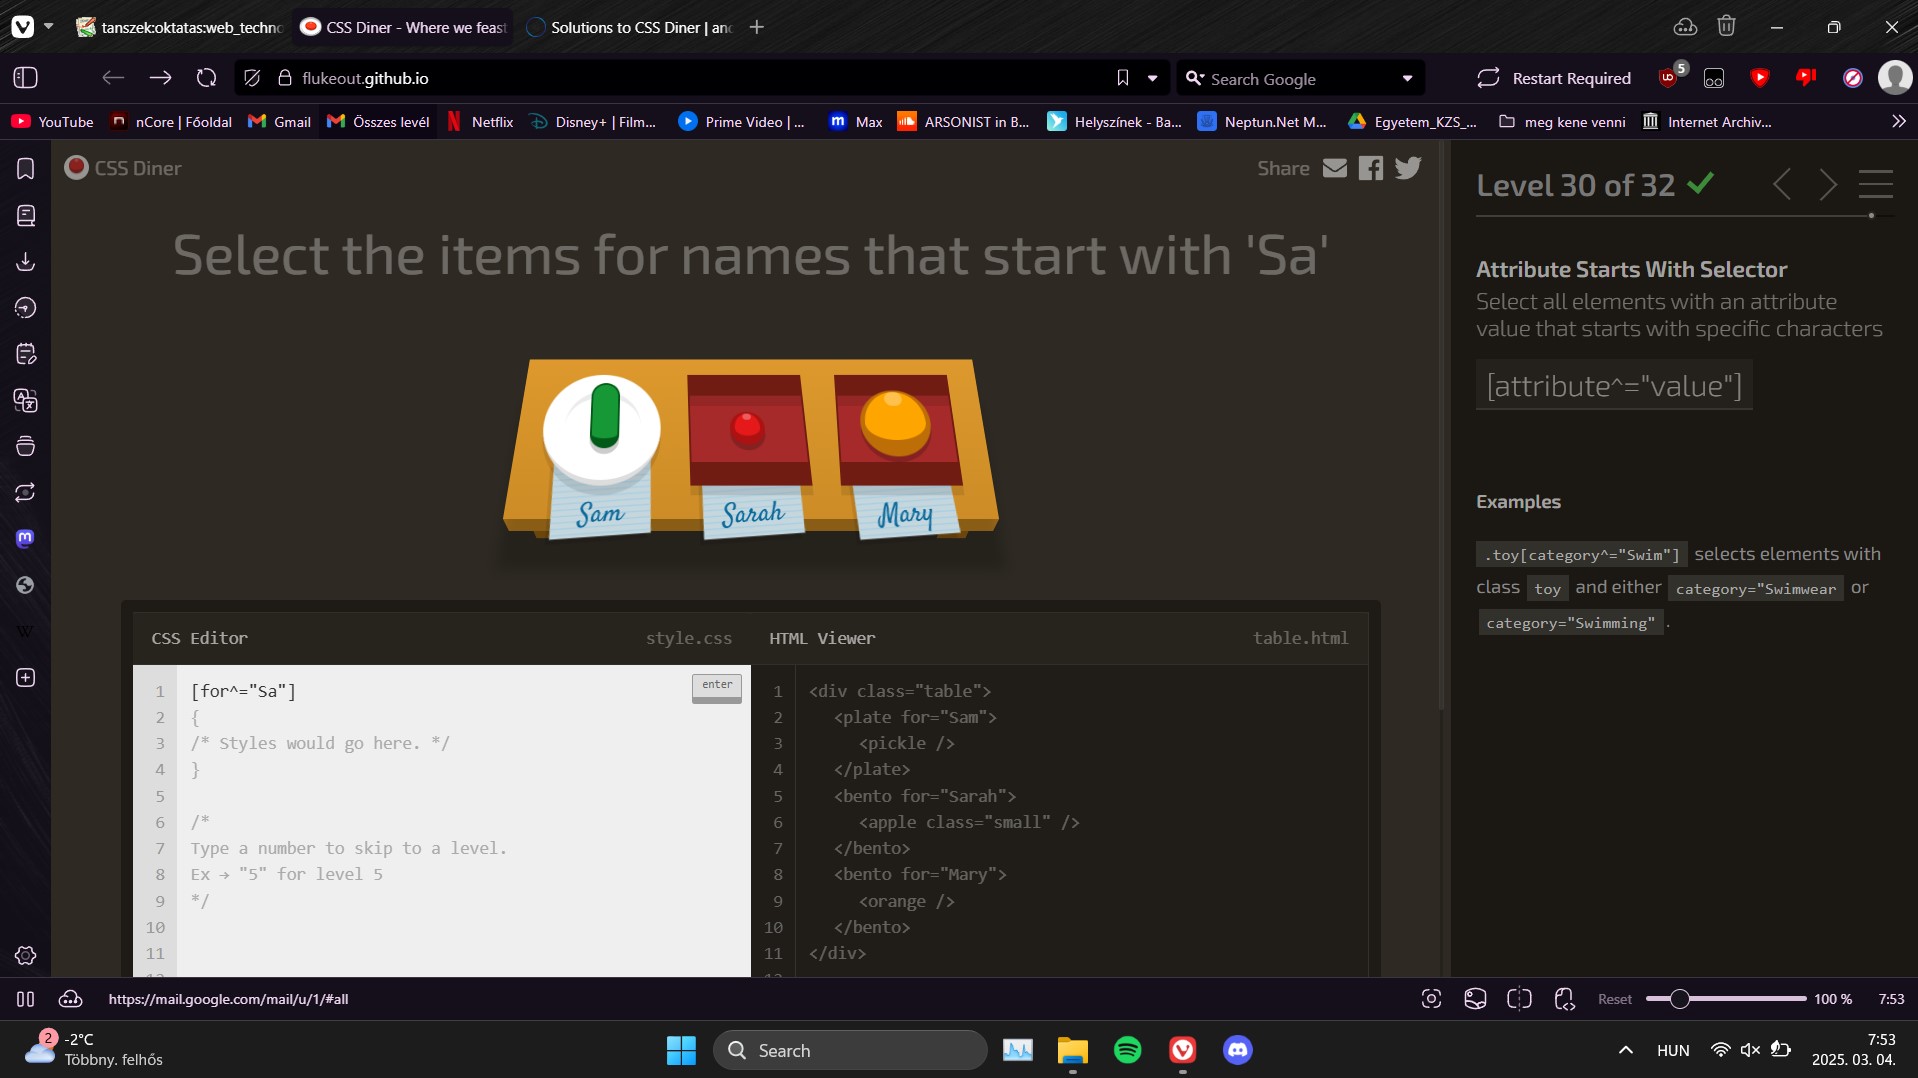 tanszek:oktatas:web_techno
CSS Diner - Where we feast
Solutions to CSS Diner | and
flukeout.github.io
Search Google
Restart Required
5
YouTube
nCore | Főoldal
Gmail
Összes levél
Netflix
Disney+ | Film...
Prime Video | ...
Max
ARSONIST in B...
Helyszínek - Ba...
Neptun.Net M...
Egyetem_KZS_...
meg kene venni
Internet Archiv...
CSS Diner
Share
Select the items for names that start with 'Sa'
Sam
Sarah
Mary
CSS Editor
style.css
HTML Viewer
table.html
enter
1 [for^="Sa"]
2 {
3 /* Styles would go here. */
4 }
5
6 /*
7 Type a number to skip to a level.
8 Ex → "5" for level 5
9 */
10
11
1 <div class="table">
2 <plate for="Sam">
3 <pickle />
4 </plate>
5 <bento for="Sarah">
6 <apple class="small" />
7 </bento>
8 <bento for="Mary">
9 <orange />
10 </bento>
11 </div>
Level 30 of 32
Attribute Starts With Selector
Select all elements with an attribute
value that starts with specific characters
[attribute^="value"]
Examples
.toy[category^="Swim"] selects elements with
class toy and either category="Swimwear or
category="Swimming" .
https://mail.google.com/mail/u/1/#all
Reset
100 %
7:53
2
-2°C
Többny. felhős
Search
HUN
7:53
2025. 03. 04.